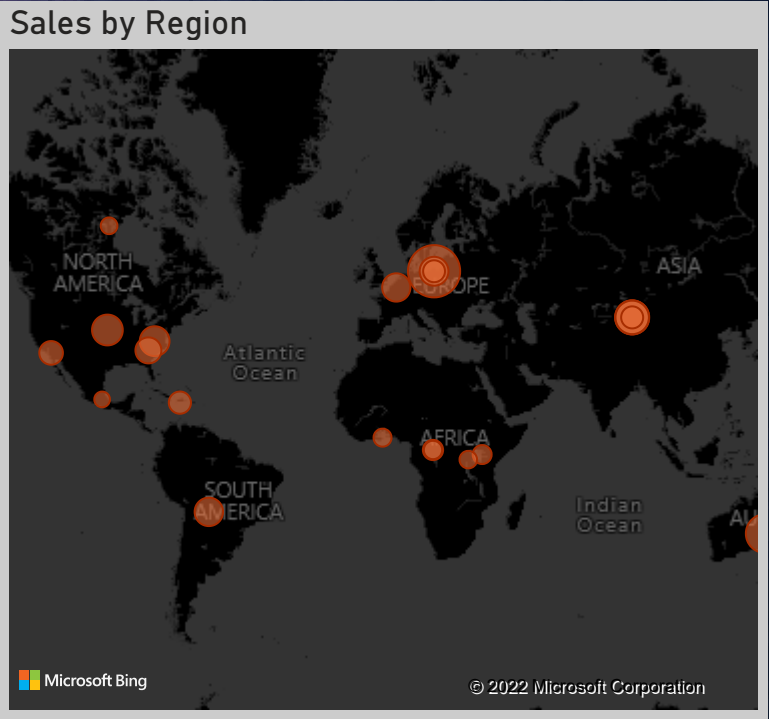 Sales by Region
NORTH
AMERICA
EUROPE
ASIA
Atlantic
Ocean
AFRICA
SOUTH
AMERICA
Indian
Ocean
AU
Microsoft Bing
© 2022 Microsoft Corporation